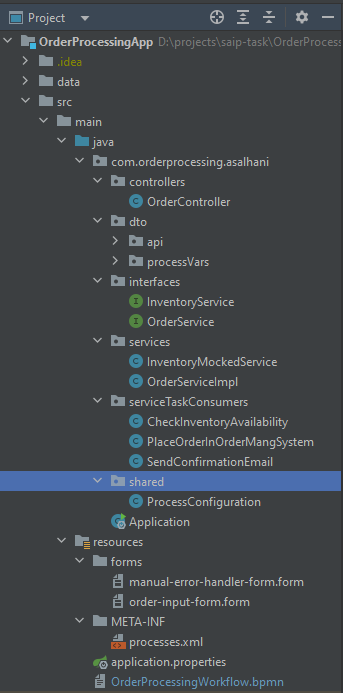 Project
OrderProcessingApp D:\projects\saip-task\OrderProces
.idea
data
src
main
java
com.orderprocessing.asalhani
controllers
OrderController
dto
api
processVars
interfaces
InventoryService
OrderService
services
InventoryMockedService
OrderServiceImpl
serviceTaskConsumers
CheckInventoryAvailability
PlaceOrderInOrderMangSystem
SendConfirmationEmail
shared
ProcessConfiguration
Application
resources
forms
manual-error-handler-form.form
order-input-form.form
META-INF
processes.xml
application.properties
OrderProcessingWorkflow.bpmn